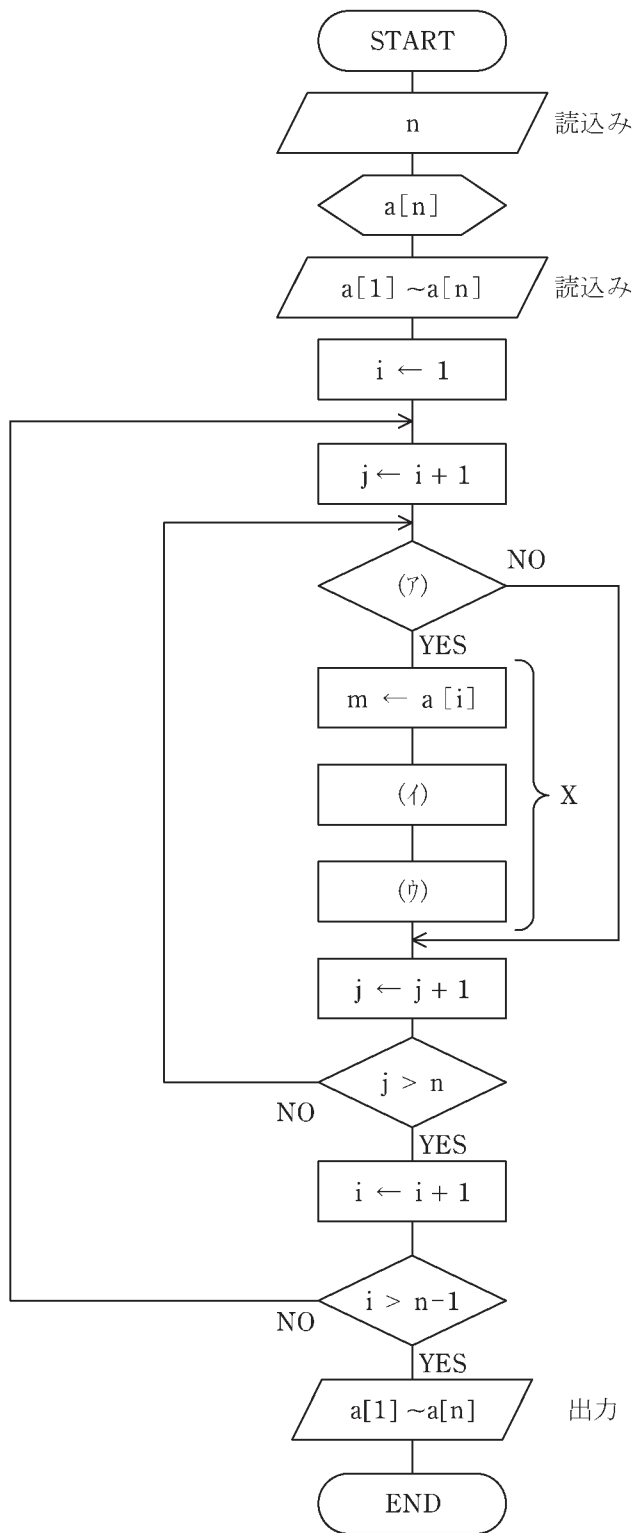 START
n 読込み
a[n]
a[1] ~a[n] 読込み
i ← 1
j ← i + 1
(ア) NO
YES
m ← a [i]
(イ) X
(ウ)
j ← j + 1
j > n
NO
YES
i ← i + 1
i > n-1
NO
YES
a[1] ~a[n] 出力
END